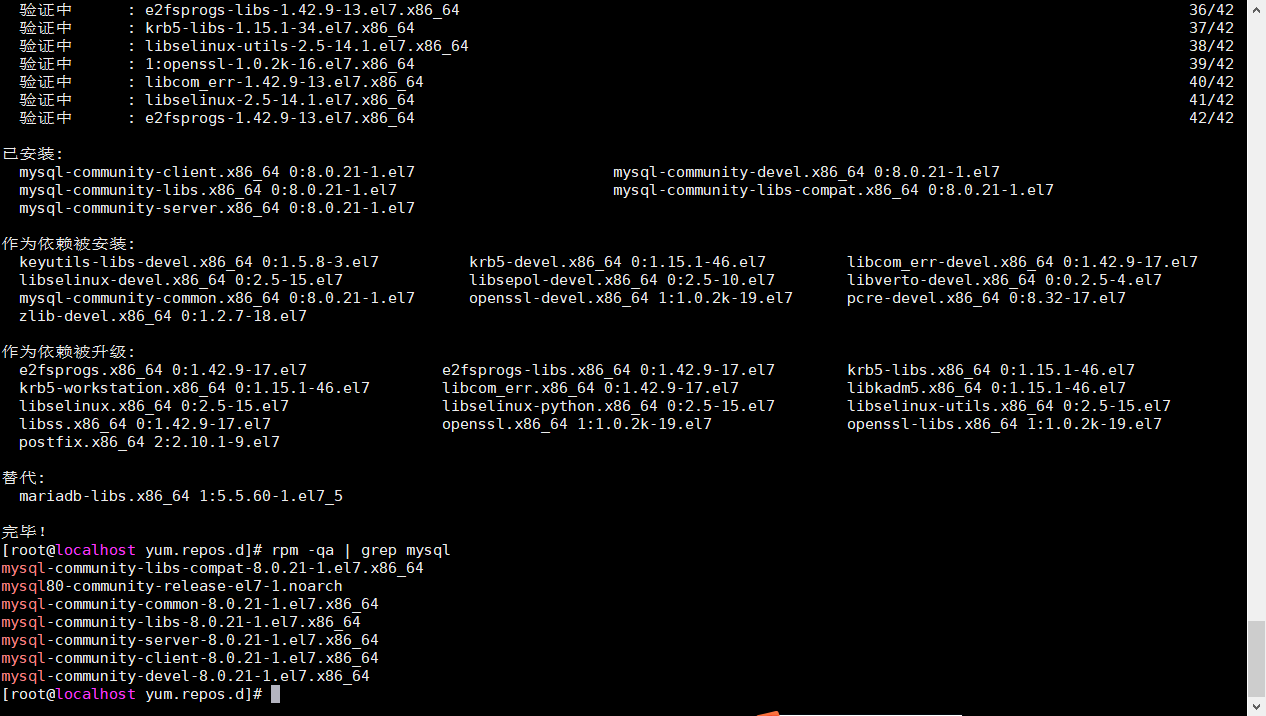 验证中      : e2fsprogs-libs-1.42.9-13.el7.x86_64 36/42
验证中      : krb5-libs-1.15.1-34.el7.x86_64 37/42
验证中      : libselinux-utils-2.5-14.1.el7.x86_64 38/42
验证中      : 1:openssl-1.0.2k-16.el7.x86_64 39/42
验证中      : libcom_err-1.42.9-13.el7.x86_64 40/42
验证中      : libselinux-2.5-14.1.el7.x86_64 41/42
验证中      : e2fsprogs-1.42.9-13.el7.x86_64 42/42
已安装:
mysql-community-client.x86_64 0:8.0.21-1.el7 mysql-community-devel.x86_64 0:8.0.21-1.el7
mysql-community-libs.x86_64 0:8.0.21-1.el7 mysql-community-libs-compat.x86_64 0:8.0.21-1.el7
mysql-community-server.x86_64 0:8.0.21-1.el7
作为依赖被安装:
keyutils-libs-devel.x86_64 0:1.5.8-3.el7 krb5-devel.x86_64 0:1.15.1-46.el7 libcom_err-devel.x86_64 0:1.42.9-17.el7
libselinux-devel.x86_64 0:2.5-15.el7 libsepol-devel.x86_64 0:2.5-10.el7 libverto-devel.x86_64 0:0.2.5-4.el7
mysql-community-common.x86_64 0:8.0.21-1.el7 openssl-devel.x86_64 1:1.0.2k-19.el7 pcre-devel.x86_64 0:8.32-17.el7
zlib-devel.x86_64 0:1.2.7-18.el7
作为依赖被升级:
e2fsprogs.x86_64 0:1.42.9-17.el7 e2fsprogs-libs.x86_64 0:1.42.9-17.el7 krb5-libs.x86_64 0:1.15.1-46.el7
krb5-workstation.x86_64 0:1.15.1-46.el7 libcom_err.x86_64 0:1.42.9-17.el7 libkadm5.x86_64 0:1.15.1-46.el7
libselinux.x86_64 0:2.5-15.el7 libselinux-python.x86_64 0:2.5-15.el7 libselinux-utils.x86_64 0:2.5-15.el7
libss.x86_64 0:1.42.9-17.el7 openssl.x86_64 1:1.0.2k-19.el7 openssl-libs.x86_64 1:1.0.2k-19.el7
postfix.x86_64 2:2.10.1-9.el7
替代:
mariadb-libs.x86_64 1:5.5.60-1.el7_5
完毕!
[root@localhost yum.repos.d]# rpm -qa | grep mysql
mysql-community-libs-compat-8.0.21-1.el7.x86_64
mysql80-community-release-el7-1.noarch
mysql-community-common-8.0.21-1.el7.x86_64
mysql-community-libs-8.0.21-1.el7.x86_64
mysql-community-server-8.0.21-1.el7.x86_64
mysql-community-client-8.0.21-1.el7.x86_64
mysql-community-devel-8.0.21-1.el7.x86_64
[root@localhost yum.repos.d]#